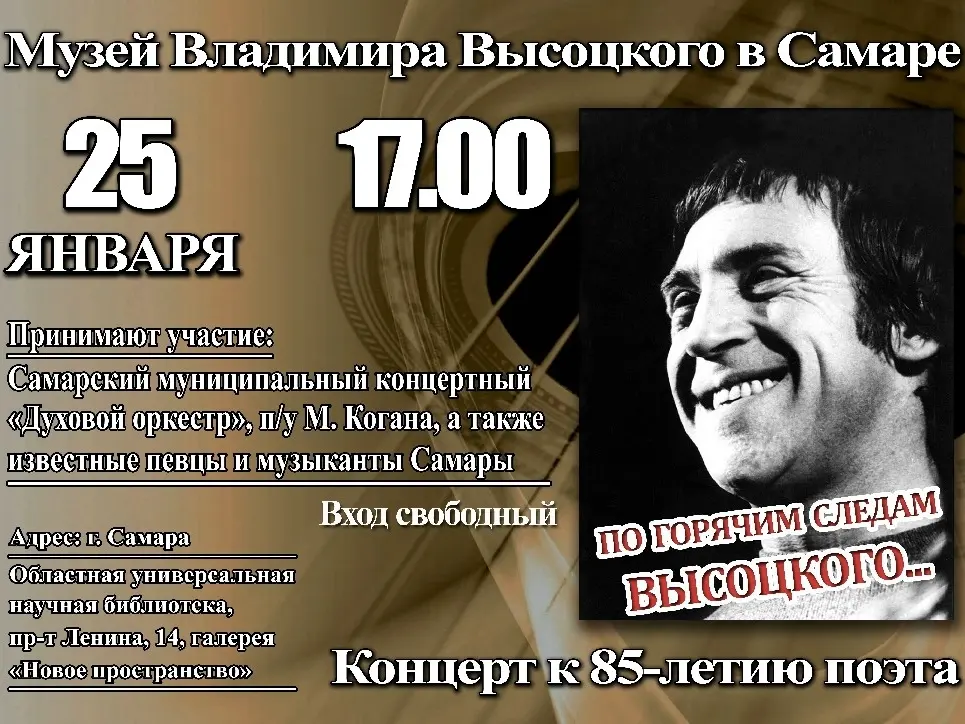 Музей Владимира Высоцкого в Самаре
25
ЯНВАРЯ
17.00
Принимают участие:
Самарский муниципальный концертный
«Духовой оркестр», п/у М. Когана, а также
известные певцы и музыканты Самары
Вход свободный
Адрес: г. Самара
Областная универсальная
научная библиотека,
пр-т Ленина, 14, галерея
«Новое пространство»
ПО ГОРЯЧИМ СЛЕДАМ
ВЫСОЦКОГО...
Концерт к 85-летию поэта